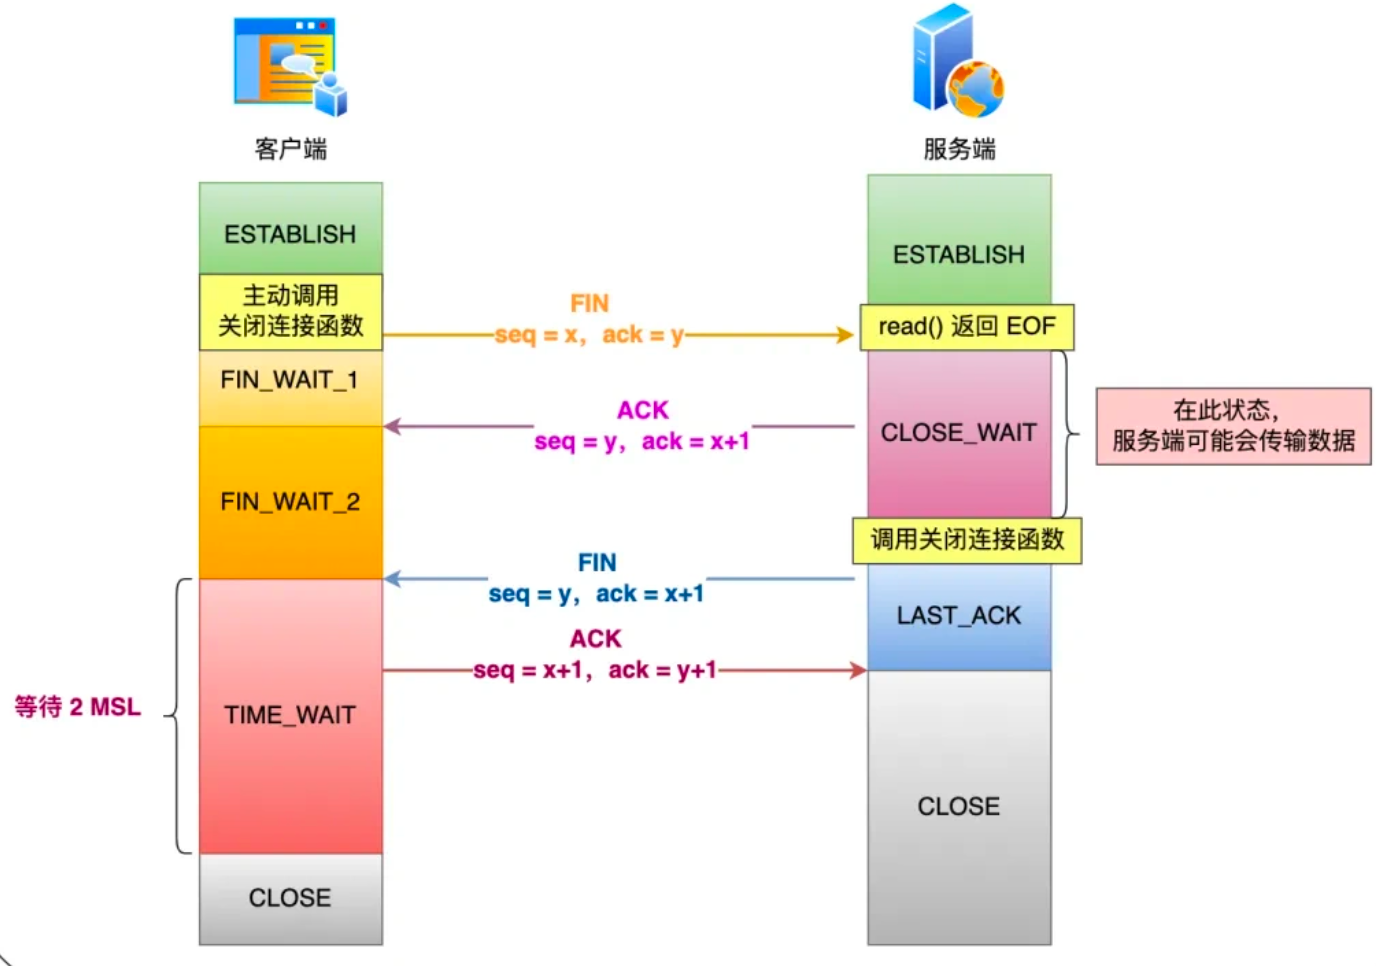 客户端
服务端
ESTABLISH
ESTABLISH
主动调用
关闭连接函数
FIN
seq = x，ack = y
read() 返回 EOF
FIN_WAIT_1
ACK
seq = y，ack = x+1
CLOSE_WAIT
在此状态，
服务端可能会传输数据
FIN_WAIT_2
调用关闭连接函数
FIN
seq = y，ack = x+1
LAST_ACK
ACK
seq = x+1，ack = y+1
等待 2 MSL
TIME_WAIT
CLOSE
CLOSE